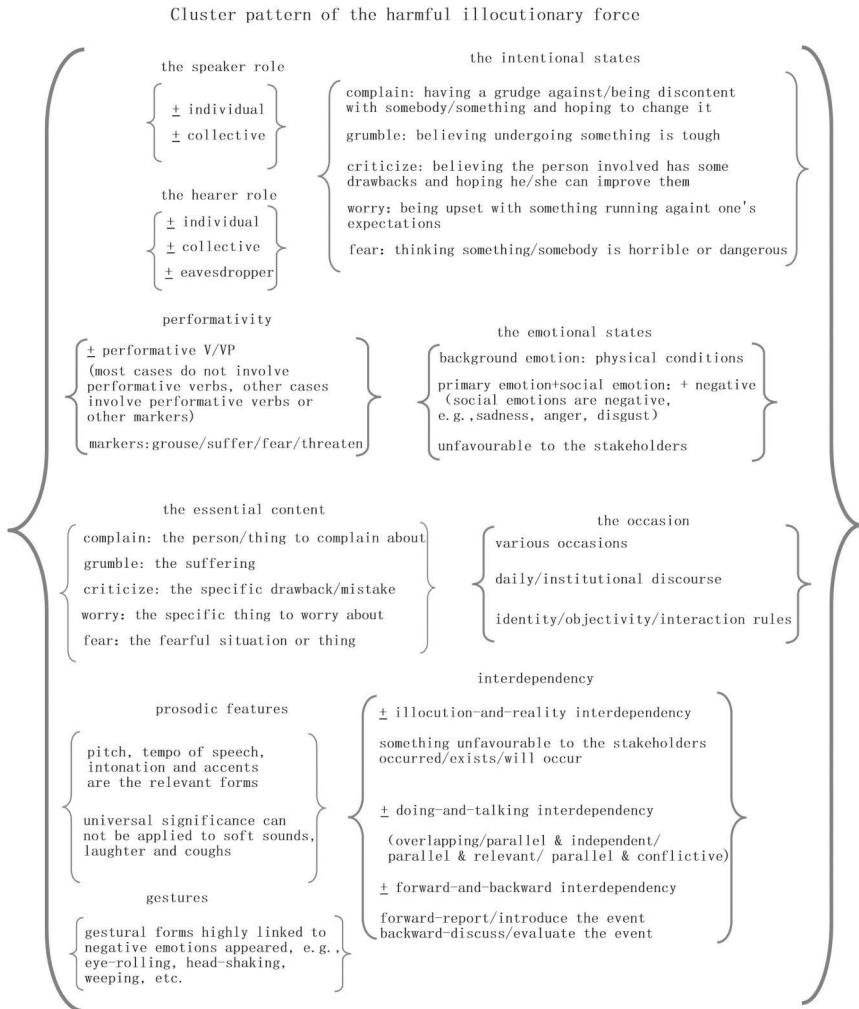 Cluster pattern of the harmful illocutionary force
the speaker role
± individual
± collective
the hearer role
± individual
± collective
± eavesdropper
the intentional states
complain: having a grudge against/being discontent
with somebody/something and hoping to change it
grumble: believing undergoing something is tough
criticize: believing the person involved has some
drawbacks and hoping he/she can improve them
worry: being upset with something running againt one's
expectations
fear: thinking something/somebody is horrible or dangerous
performativity
± performative V/VP
(most cases do not involve
performative verbs, other cases
involve performative verbs or
other markers)
markers:grouse/suffer/fear/threaten
the emotional states
background emotion: physical conditions
primary emotion+social emotion: + negative
(social emotions are negative,
e.g.,sadness, anger, disgust)
unfavourable to the stakeholders
the essential content
complain: the person/thing to complain about
grumble: the suffering
criticize: the specific drawback/mistake
worry: the specific thing to worry about
fear: the fearful situation or thing
the occasion
various occasions
daily/institutional discourse
identity/objectivity/interaction rules
prosodic features
pitch, tempo of speech,
intonation and accents
are the relevant forms
universal significance can
not be applied to soft sounds,
laughter and coughs
gestures
gestural forms highly linked to
negative emotions appeared, e.g.,
eye-rolling, head-shaking,
weeping, etc.
interdependency
± illocution-and-reality interdependency
something unfavourable to the stakeholders
occurred/exists/will occur
± doing-and-talking interdependency
(overlapping/parallel & independent/
parallel & relevant/ parallel & conflictive)
± forward-and-backward interdependency
forward-report/introduce the event
backward-discuss/evaluate the event